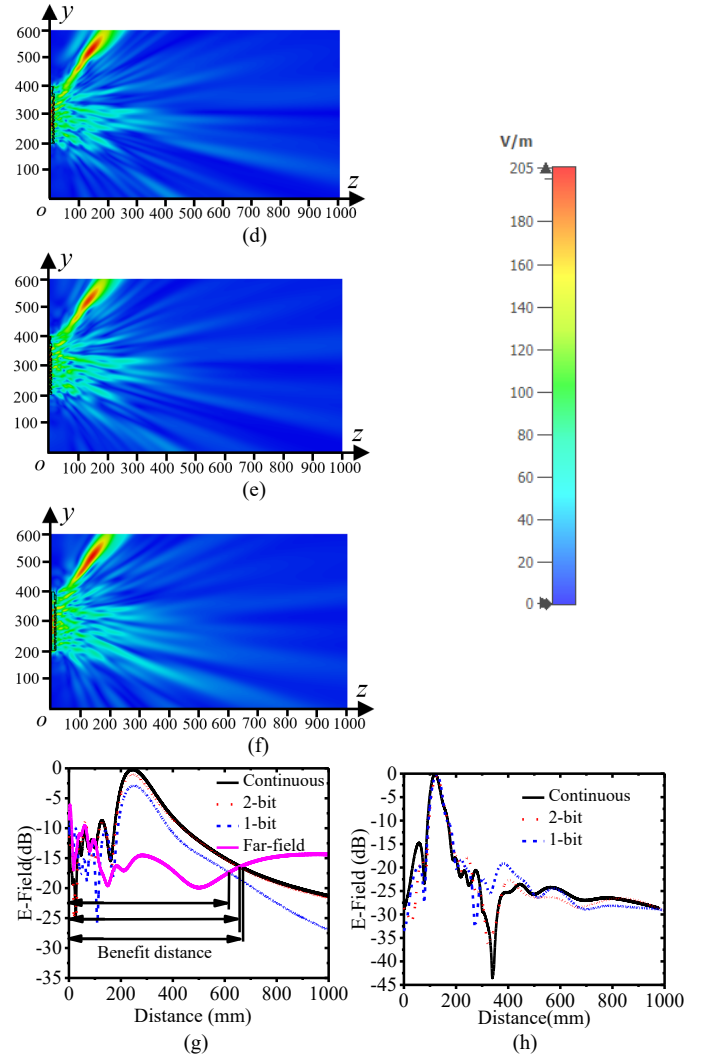 y
600
500
400
300
200
100
o
z
100 200 300 400 500 600 700 800 900 1000
(d)
y
600
500
400
300
200
100
o
z
100 200 300 400 500 600 700 800 900 1000
(e)
y
600
500
400
300
200
100
o
z
100 200 300 400 500 600 700 800 900 1000
(f)
V/m
205
180
160
140
120
100
80
60
40
20
0
E-Field(dB)
0
-5
-10
-15
-20
-25
-30
-35
Continuous
2-bit
1-bit
Far-field
Benefit distance
0 200 400 600 800 1000
Distance (mm)
(g)
E-Field (dB)
0
-5
-10
-15
-20
-25
-30
-35
-40
-45
Continuous
2-bit
1-bit
0 200 400 600 800 1000
Distance(mm)
(h)